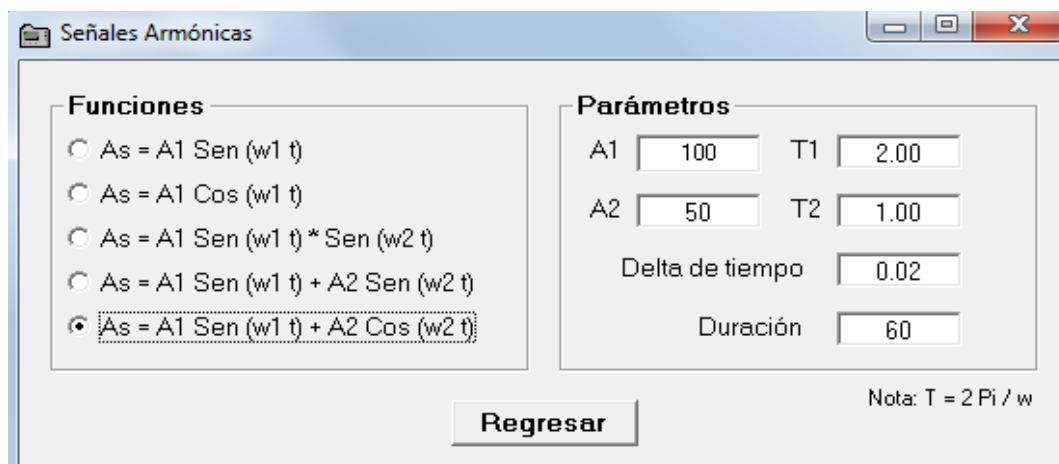 Señales Armónicas
Funciones
As = A1 Sen (w1 t)
As = A1 Cos (w1 t)
As = A1 Sen (w1 t) * Sen (w2 t)
As = A1 Sen (w1 t) + A2 Sen (w2 t)
As = A1 Sen (w1 t) + A2 Cos (w2 t)
Parámetros
A1 100 T1 2.00
A2 50 T2 1.00
Delta de tiempo 0.02
Duración 60
Nota: T = 2 Pi / w
Regresar